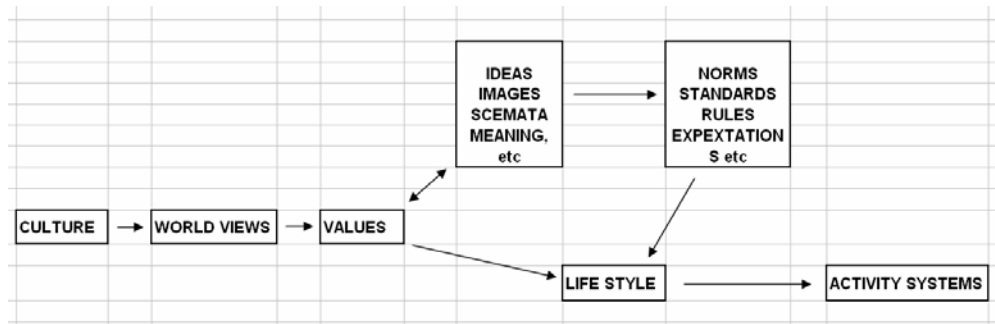 IDEAS
IMAGES
SCEMATA
MEANING,
etc
NORMS
STANDARDS
RULES
EXPEXTATION
S etc
CULTURE
WORLD VIEWS
VALUES
LIFE STYLE
ACTIVITY SYSTEMS